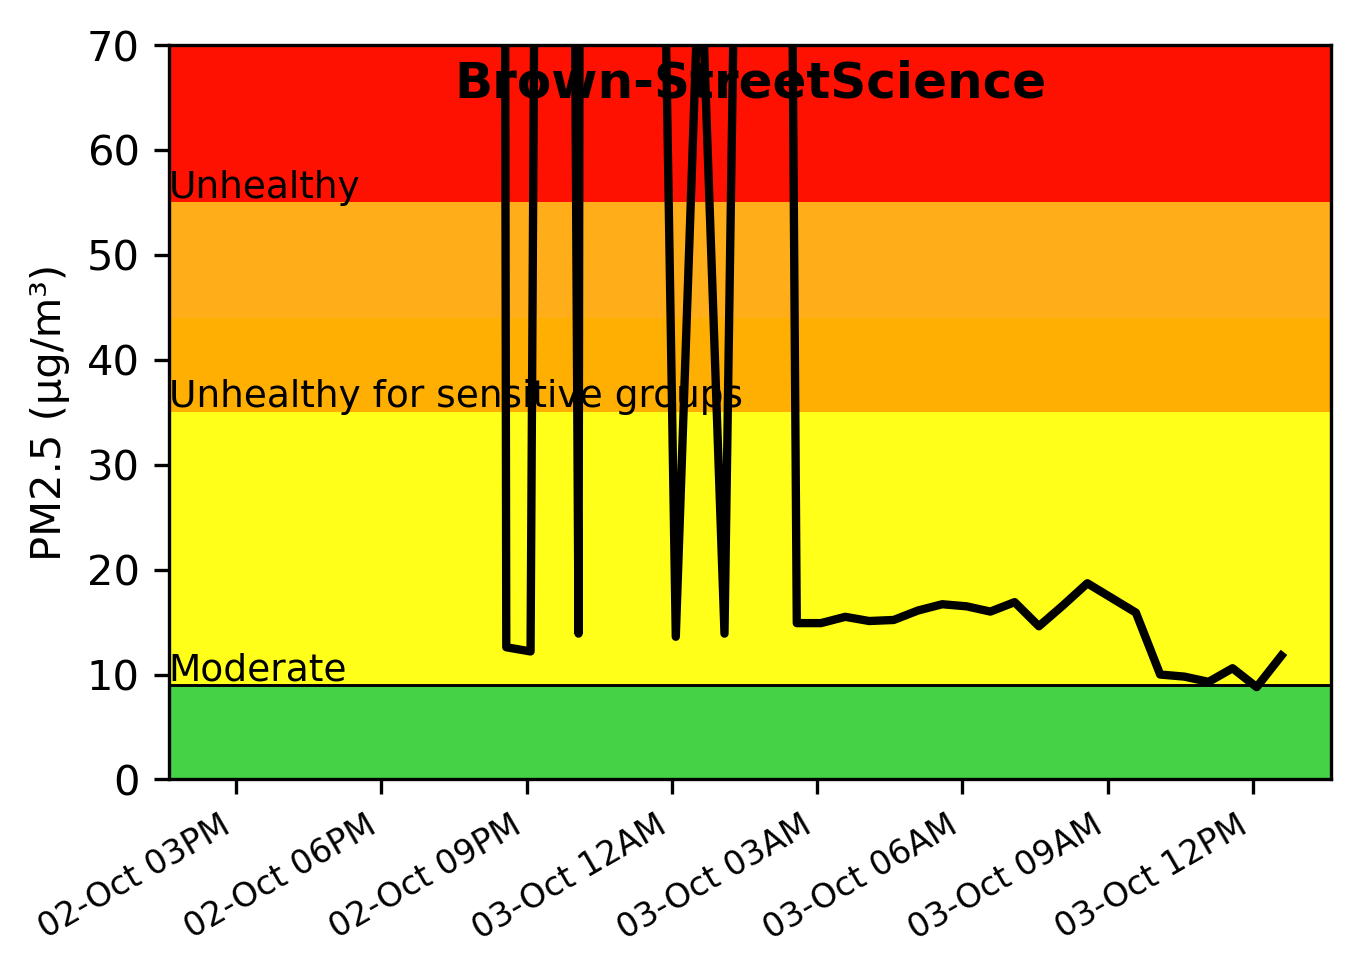 Brown-StreetScience
70
60
Unhealthy
50
40
Unhealthy for sensitive groups
30
20
Moderate
10
0
PM2.5 (µg/m³)
02-Oct 03PM
02-Oct 06PM
02-Oct 09PM
03-Oct 12AM
03-Oct 03AM
03-Oct 06AM
03-Oct 09AM
03-Oct 12PM